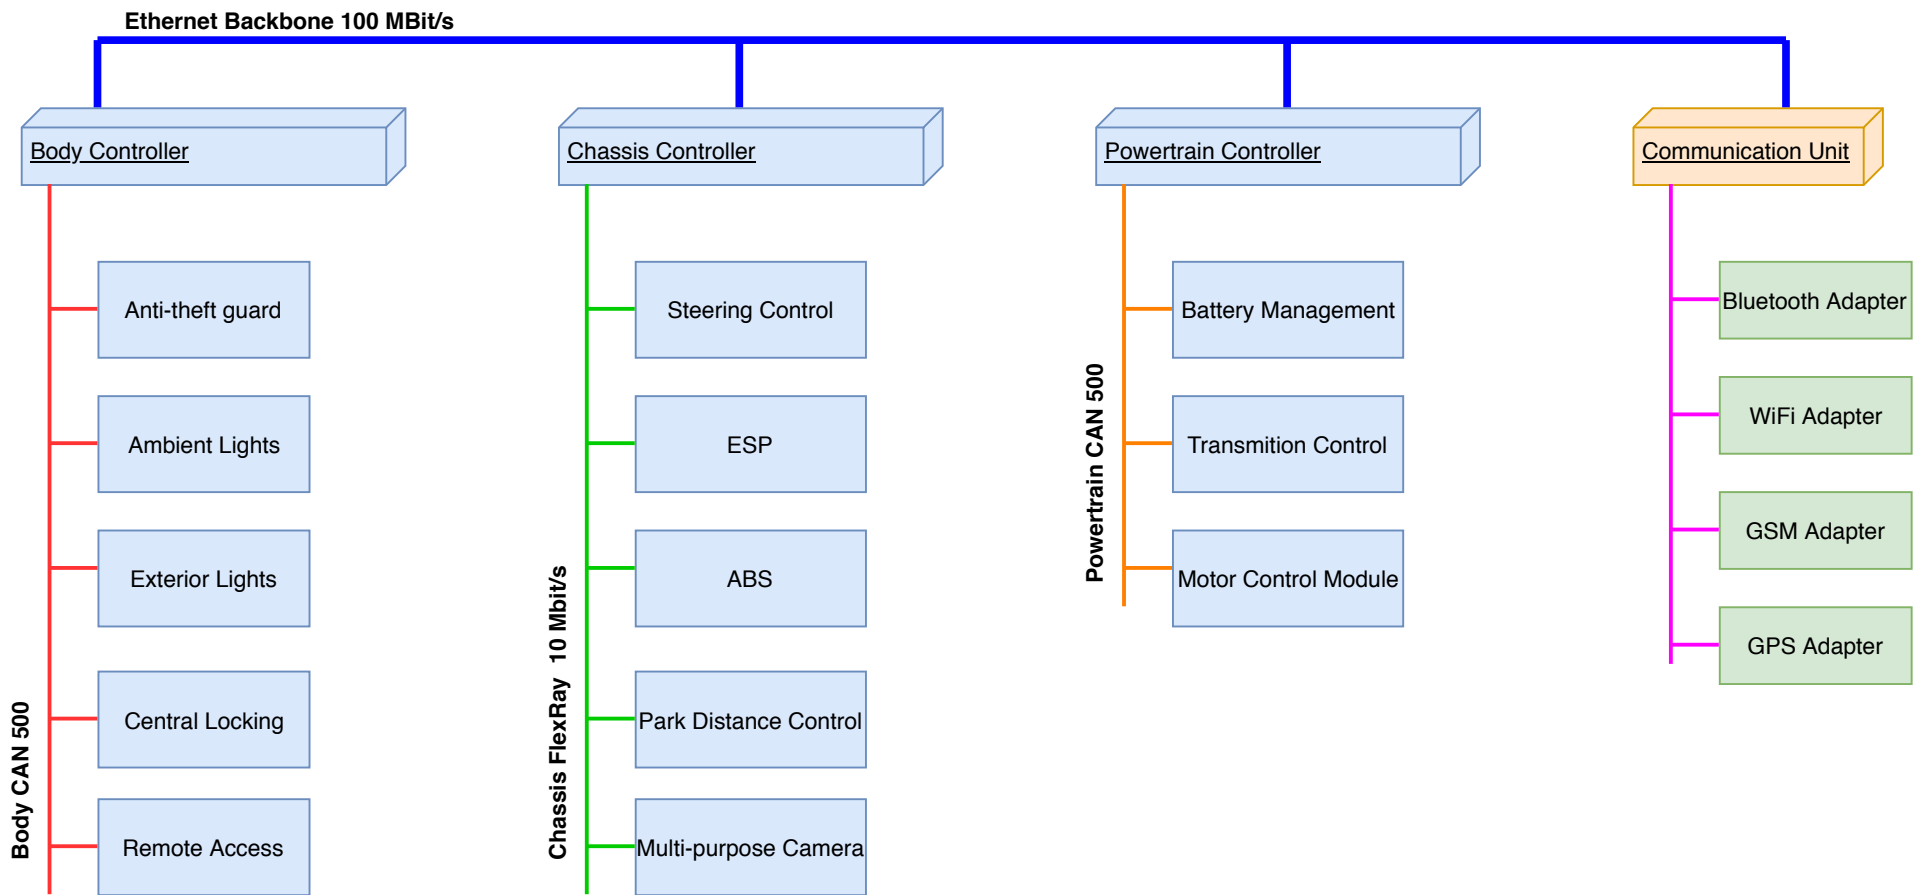 Ethernet Backbone 100 MBit/s
Body Controller
Chassis Controller
Powertrain Controller
Communication Unit
Anti-theft guard
Ambient Lights
Exterior Lights
Central Locking
Remote Access
Body CAN 500
Steering Control
ESP
ABS
Park Distance Control
Multi-purpose Camera
Chassis FlexRay  10 Mbit/s
Battery Management
Transmition Control
Motor Control Module
Powertrain CAN 500
Bluetooth Adapter
WiFi Adapter
GSM Adapter
GPS Adapter